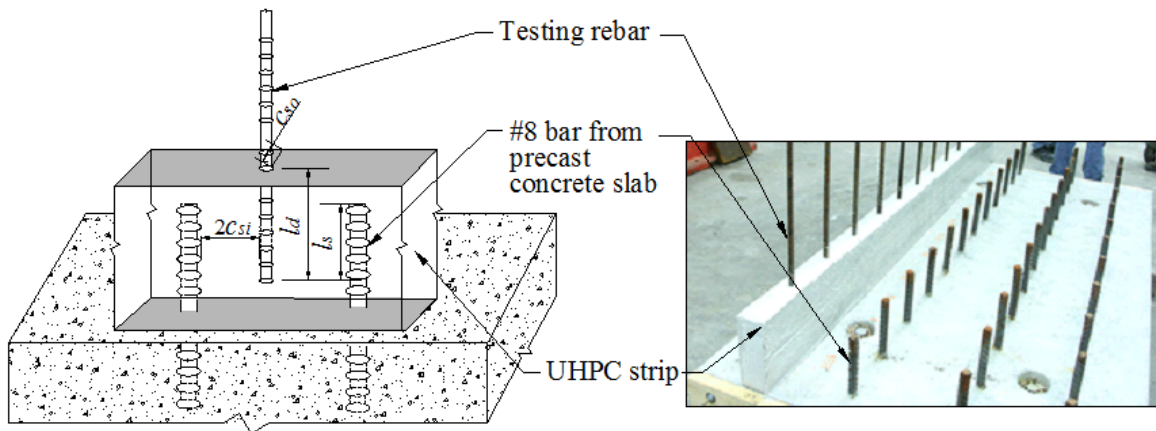 Testing rebar
Cso
#8 bar from
precast
concrete slab
2Csi
ld
ls
UHPC strip